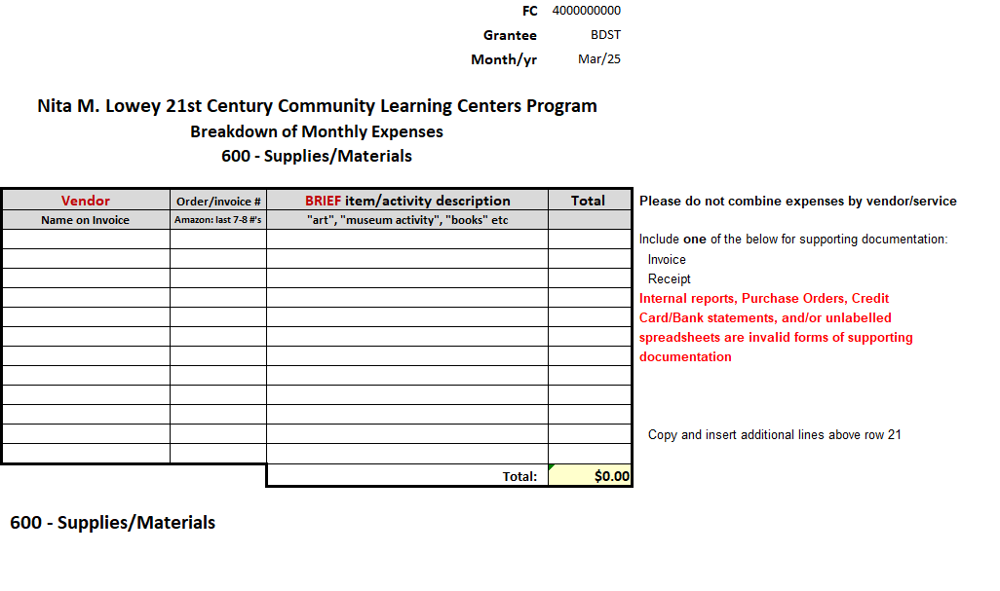 FC 4000000000
Grantee BDST
Month/yr Mar/25
Nita M. Lowey 21st Century Community Learning Centers Program
Breakdown of Monthly Expenses
600 - Supplies/Materials
Vendor Order/invoice # BRIEF item/activity description Total
Name on Invoice Amazon: last 7-8 #'s "art", "museum activity", "books" etc
Total: $0.00
Please do not combine expenses by vendor/service
Include one of the below for supporting documentation:
Invoice
Receipt
Internal reports, Purchase Orders, Credit
Card/Bank statements, and/or unlabelled
spreadsheets are invalid forms of supporting
documentation
Copy and insert additional lines above row 21
600 - Supplies/Materials